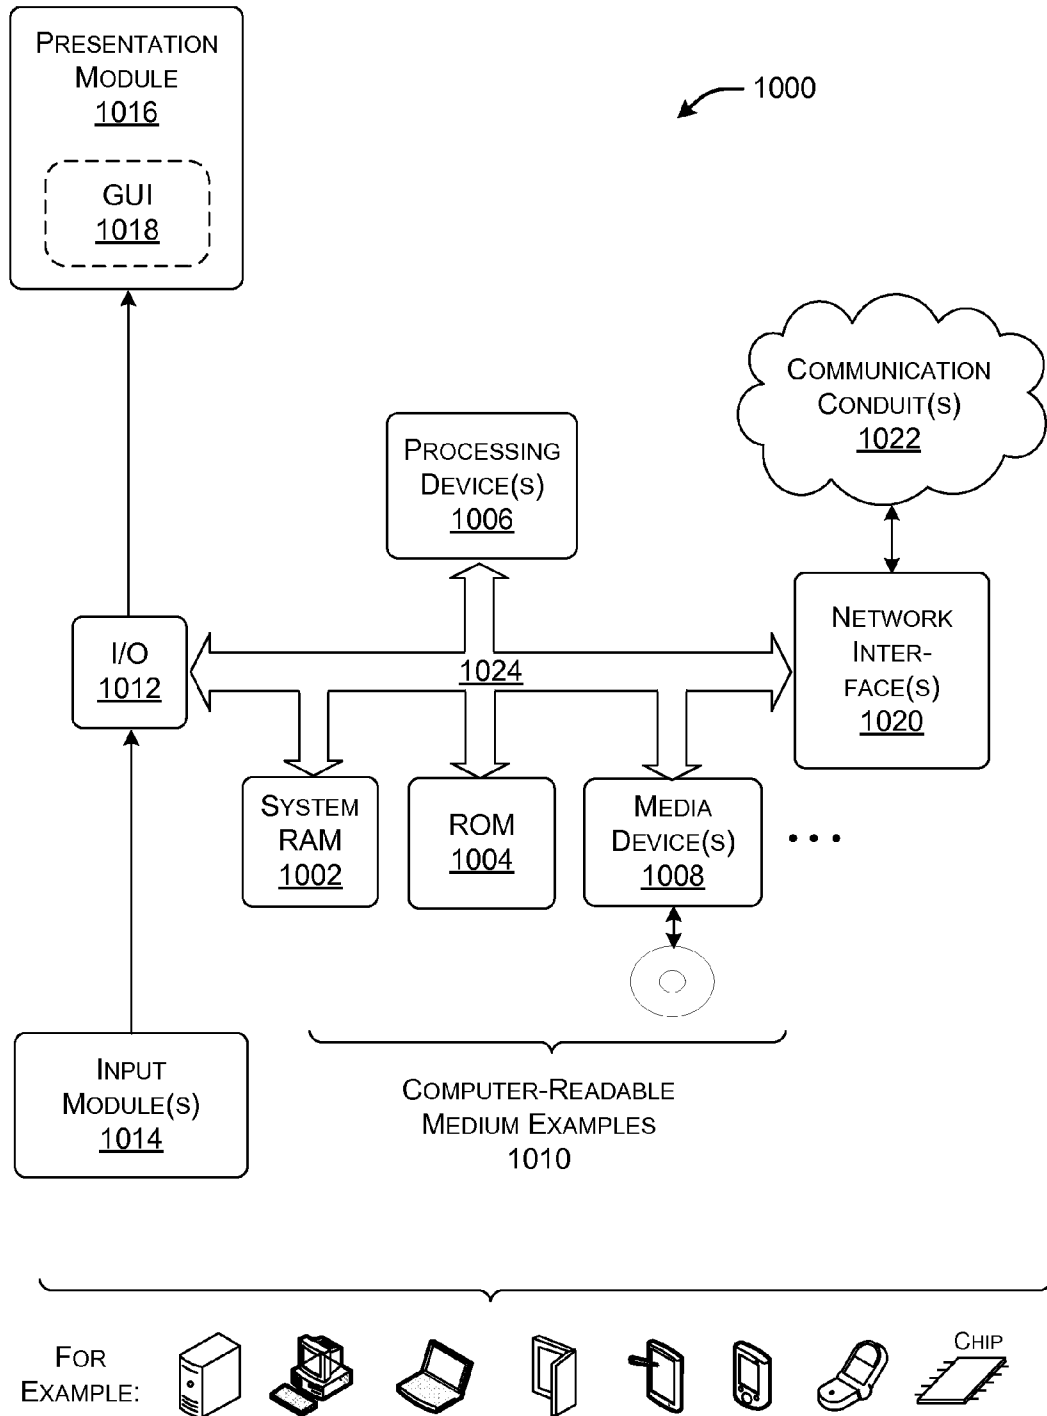 PRESENTATION
MODULE
1016
GUI
1018
1000
COMMUNICATION
CONDUIT(S)
1022
PROCESSING
DEVICE(S)
1006
I/O
1012
1024
NETWORK
INTER-
FACE(S)
1020
SYSTEM
RAM
1002
ROM
1004
MEDIA
DEVICE(S)
1008
INPUT
MODULE(S)
1014
COMPUTER-READABLE
MEDIUM EXAMPLES
1010
FOR
EXAMPLE:
CHIP